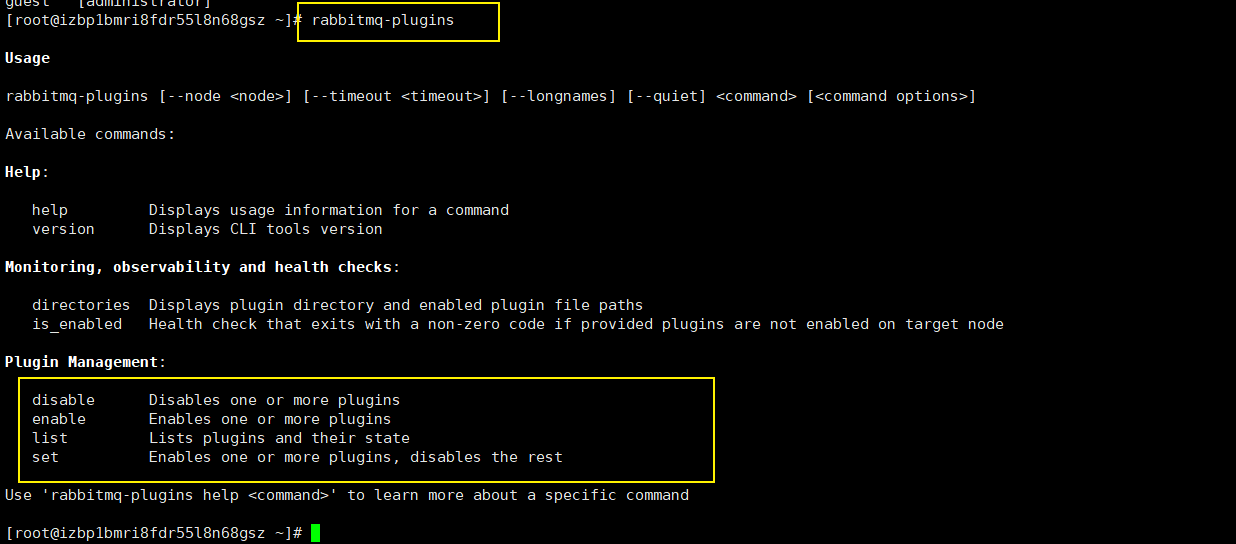 guest   [administrator]
[root@izbp1bmri8fdr55l8n68gsz ~]# rabbitmq-plugins
Usage
rabbitmq-plugins [--node <node>] [--timeout <timeout>] [--longnames] [--quiet] <command> [<command options>]
Available commands:
Help:
help         Displays usage information for a command
version      Displays CLI tools version
Monitoring, observability and health checks:
directories  Displays plugin directory and enabled plugin file paths
is_enabled   Health check that exits with a non-zero code if provided plugins are not enabled on target node
Plugin Management:
disable      Disables one or more plugins
enable       Enables one or more plugins
list         Lists plugins and their state
set          Enables one or more plugins, disables the rest
Use 'rabbitmq-plugins help <command>' to learn more about a specific command
[root@izbp1bmri8fdr55l8n68gsz ~]#